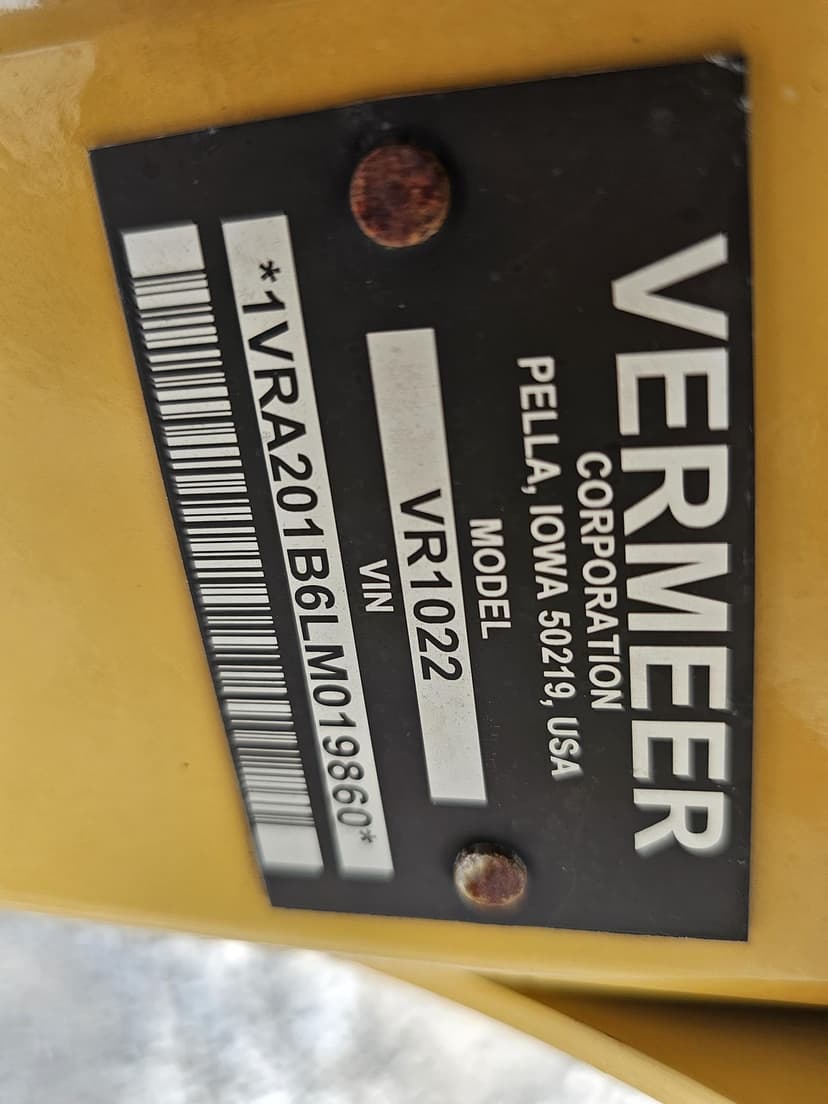 VERMEER
CORPORATION
PELLA, IOWA 50219, USA
MODEL
VR1022
VIN
*1VRA201B6LM019860*